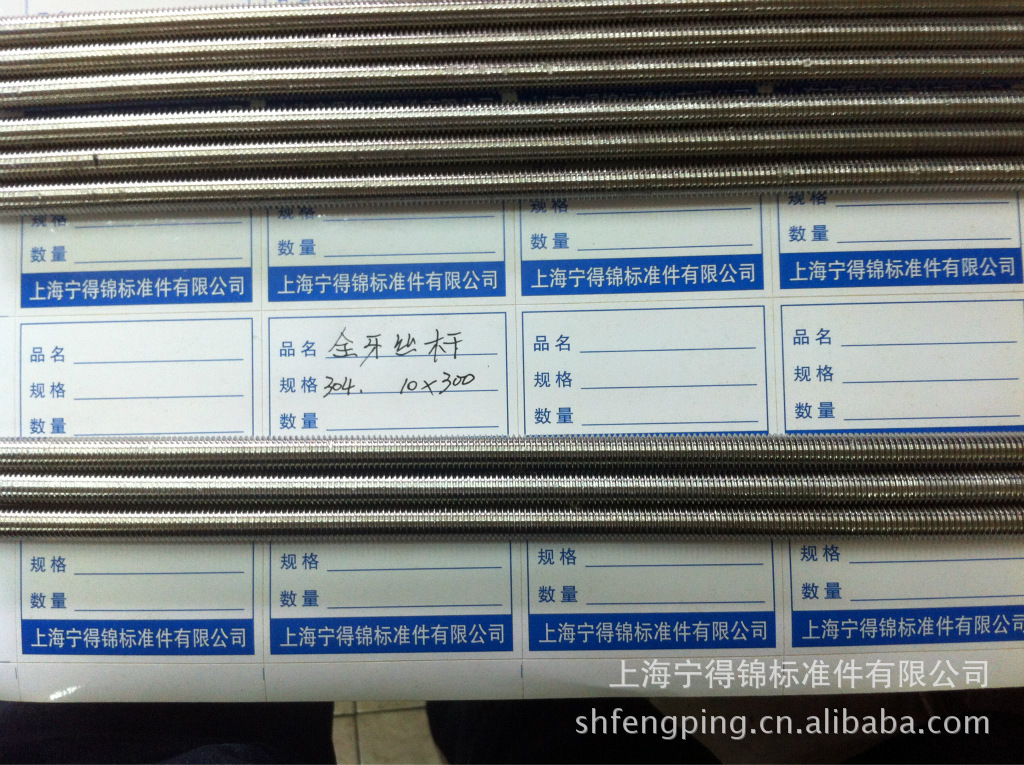 规格 规格 规格 规格
数量 数量 数量 数量
上海宁得锦标准件有限公司 上海宁得锦标准件有限公司 上海宁得锦标准件有限公司 上海宁得锦标准件有限公司
品名 品名 全牙丝杆 品名 品名
规格 规格 304. 10×300 规格 规格
数量 数量 数量 数量
规格 规格 规格 规格
数量 数量 数量 数量
上海宁得锦标准件有限公司 上海宁得锦标准件有限公司 上海宁得锦标准件有限公司 上海宁得锦标准件有限公司
上海宁得锦标准件有限公司
shfengping.cn.alibaba.com